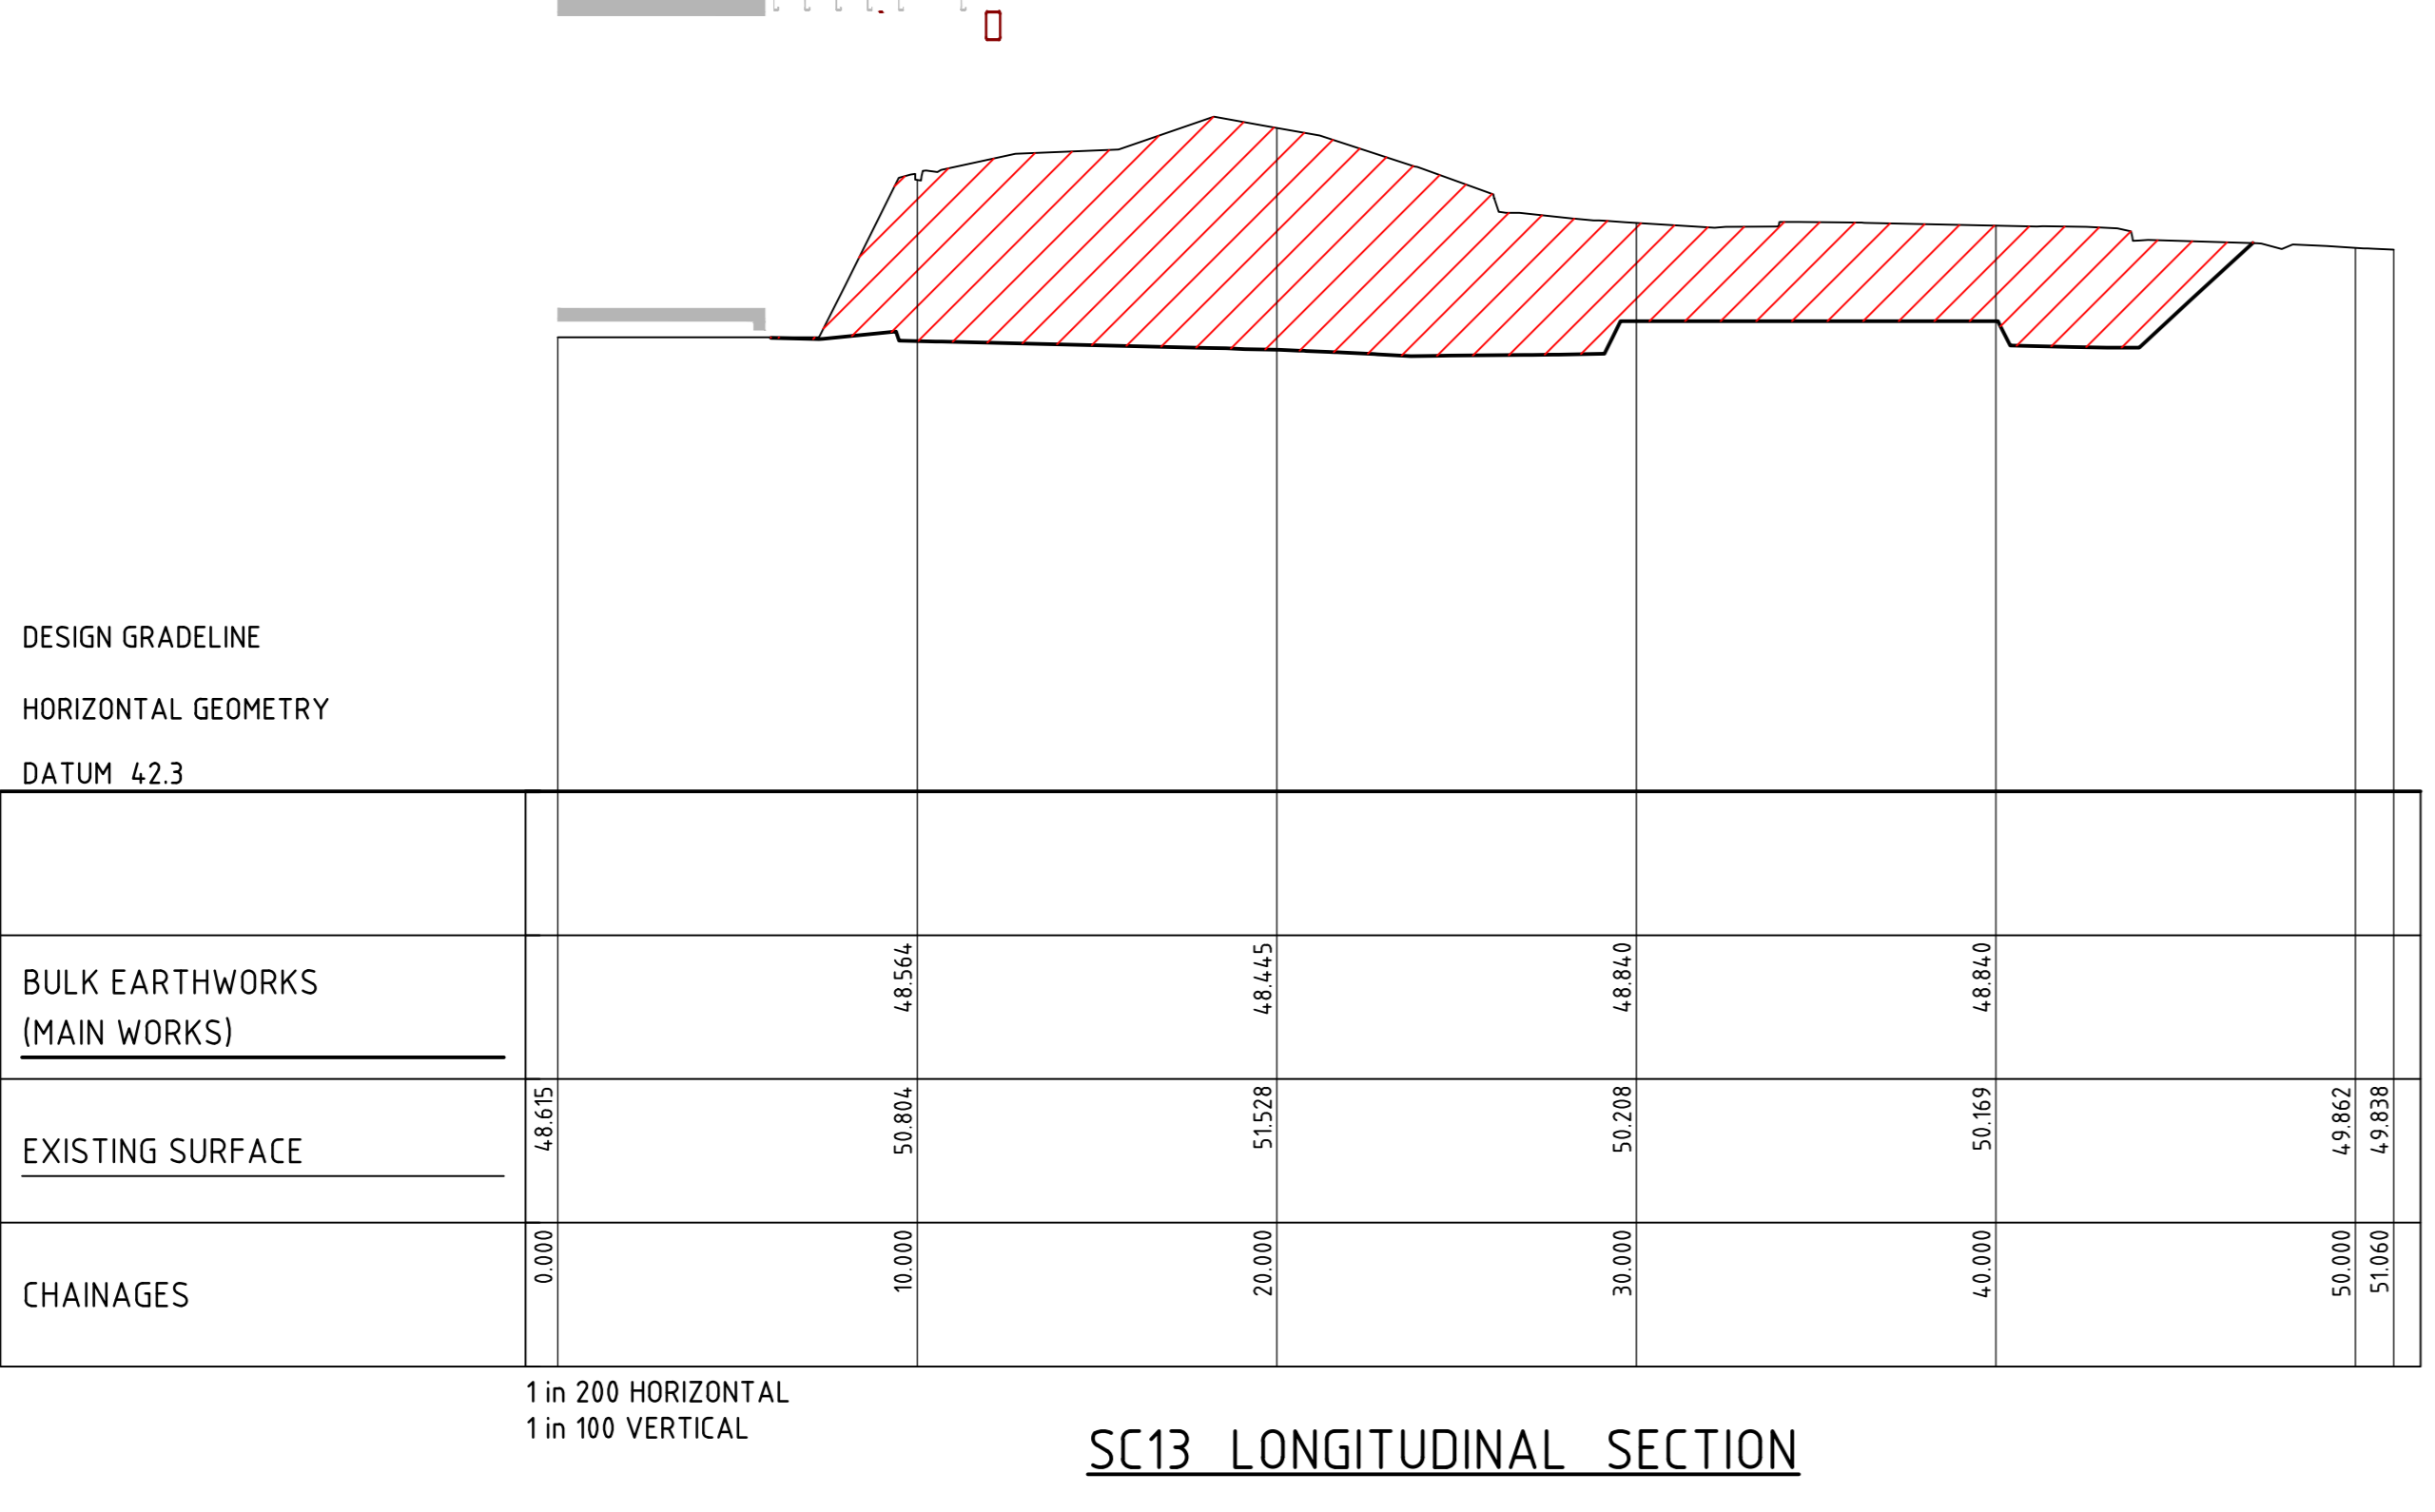 DESIGN GRADELINE
HORIZONTAL GEOMETRY
DATUM 42.3
BULK EARTHWORKS
(MAIN WORKS)
48.564 48.445 48.840 48.840
EXISTING SURFACE
48.615 50.804 51.528 50.208 50.169 49.862 49.838
CHAINAGES
0.000 10.000 20.000 30.000 40.000 50.000 51.060
1 in 200 HORIZONTAL
1 in 100 VERTICAL
SC13 LONGITUDINAL SECTION